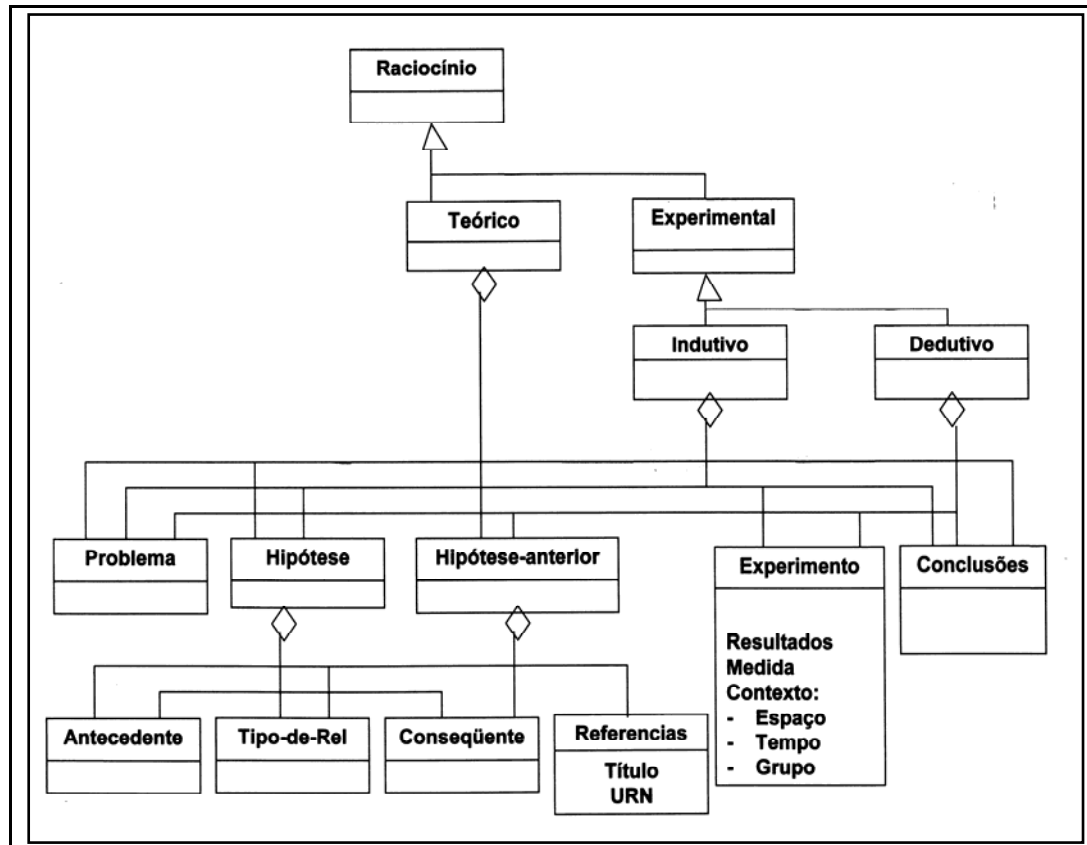 Raciocínio
Teórico
Experimental
Indutivo
Dedutivo
Problema
Hipótese
Hipótese-anterior
Experimento
Resultados
Medida
Contexto:
- Espaço
- Tempo
- Grupo
Conclusões
Antecedente
Tipo-de-Rel
Conseqüente
Referencias
Título
URN